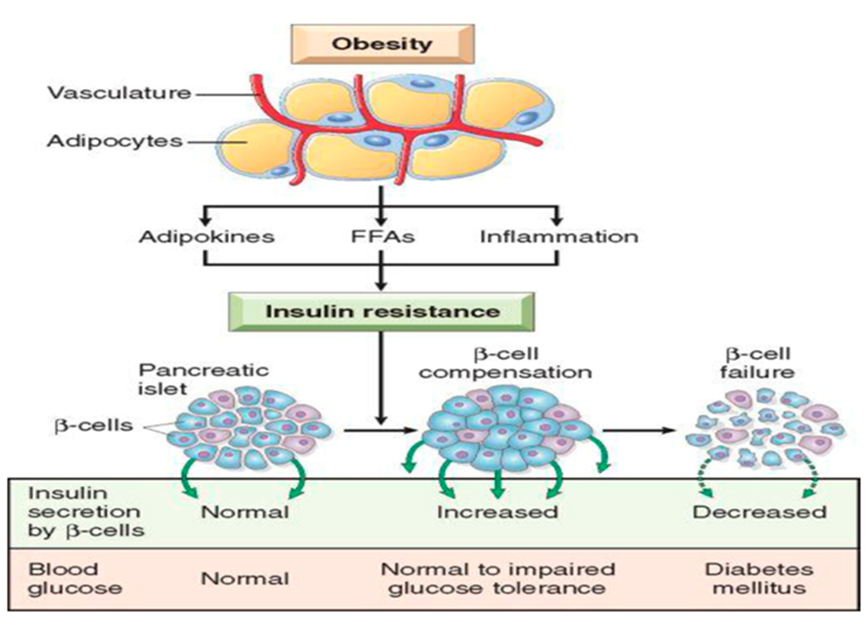 Obesity
Vasculature
Adipocytes
Adipokines
FFAs
Inflammation
Insulin resistance
Pancreatic
islet
β-cells
β-cell
compensation
β-cell
failure
Insulin
secretion
by β-cells
Normal
Increased
Decreased
Blood
glucose
Normal
Normal to impaired
glucose tolerance
Diabetes
mellitus